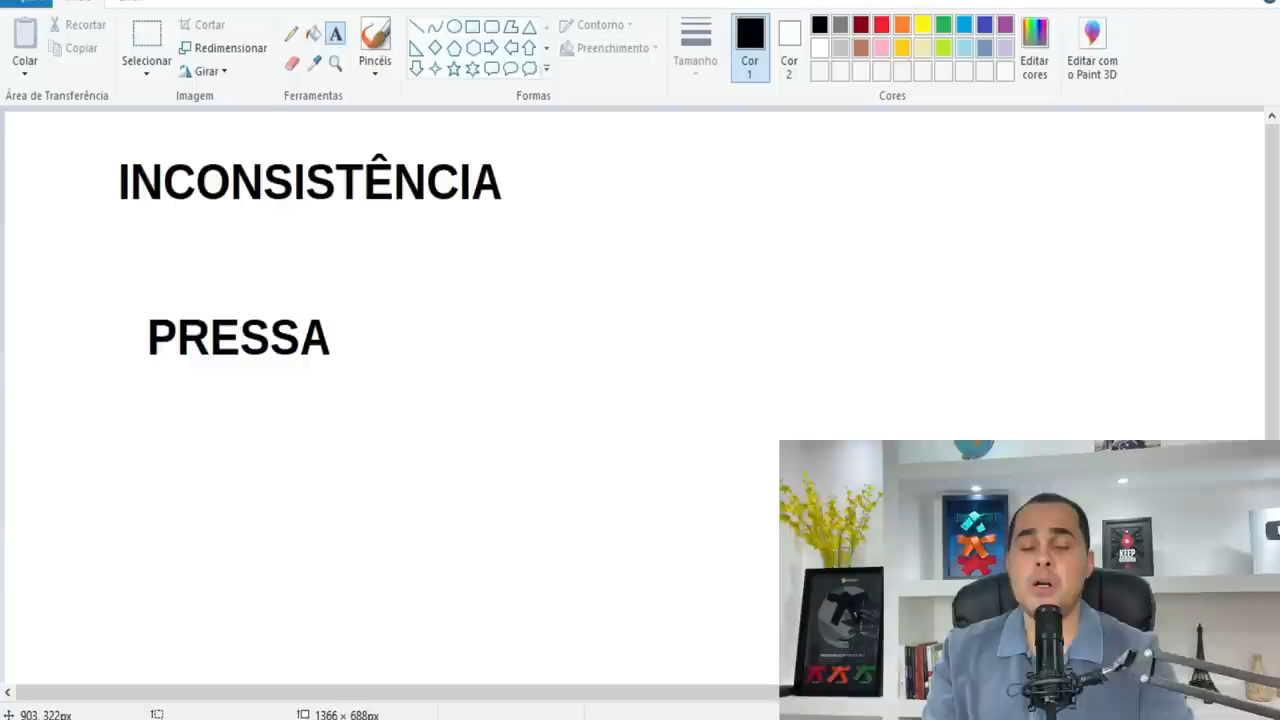 Recortar
Copiar
Colar
Área de Transferência
Selecionar
Cortar
Redimensionar
Girar
Imagem
A
Ferramentas
Pincéis
Formas
Contorno
Preenchimento
Tamanho
Cor
1
Cor
2
Cores
Editar
cores
Editar com
o Paint 3D
INCONSISTÊNCIA
PRESSA
KEEP
903, 322px
1366 × 688px